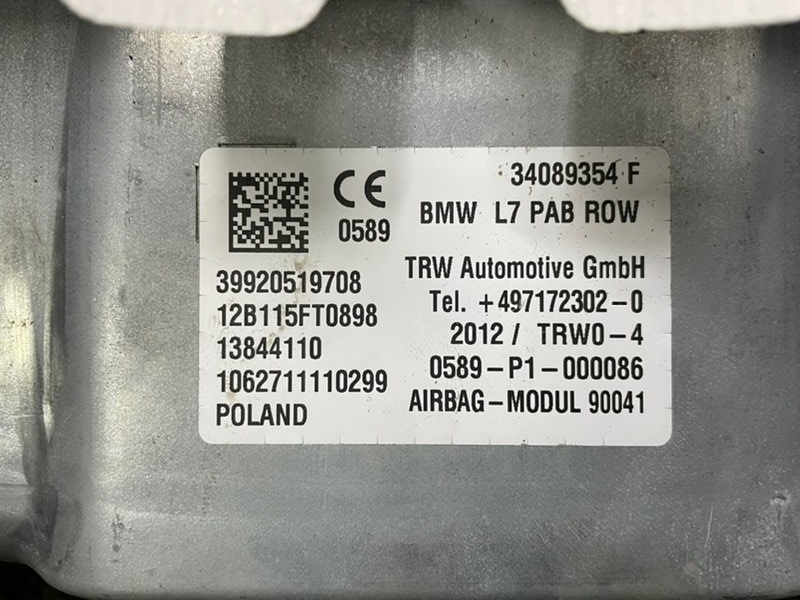 34089354 F
CE
0589
BMW L7 PAB ROW
39920519708
12B115FT0898
13844110
1062711110299
POLAND
TRW Automotive GmbH
Tel. +497172302-0
2012 / TRW0-4
0589-P1-000086
AIRBAG-MODUL 90041